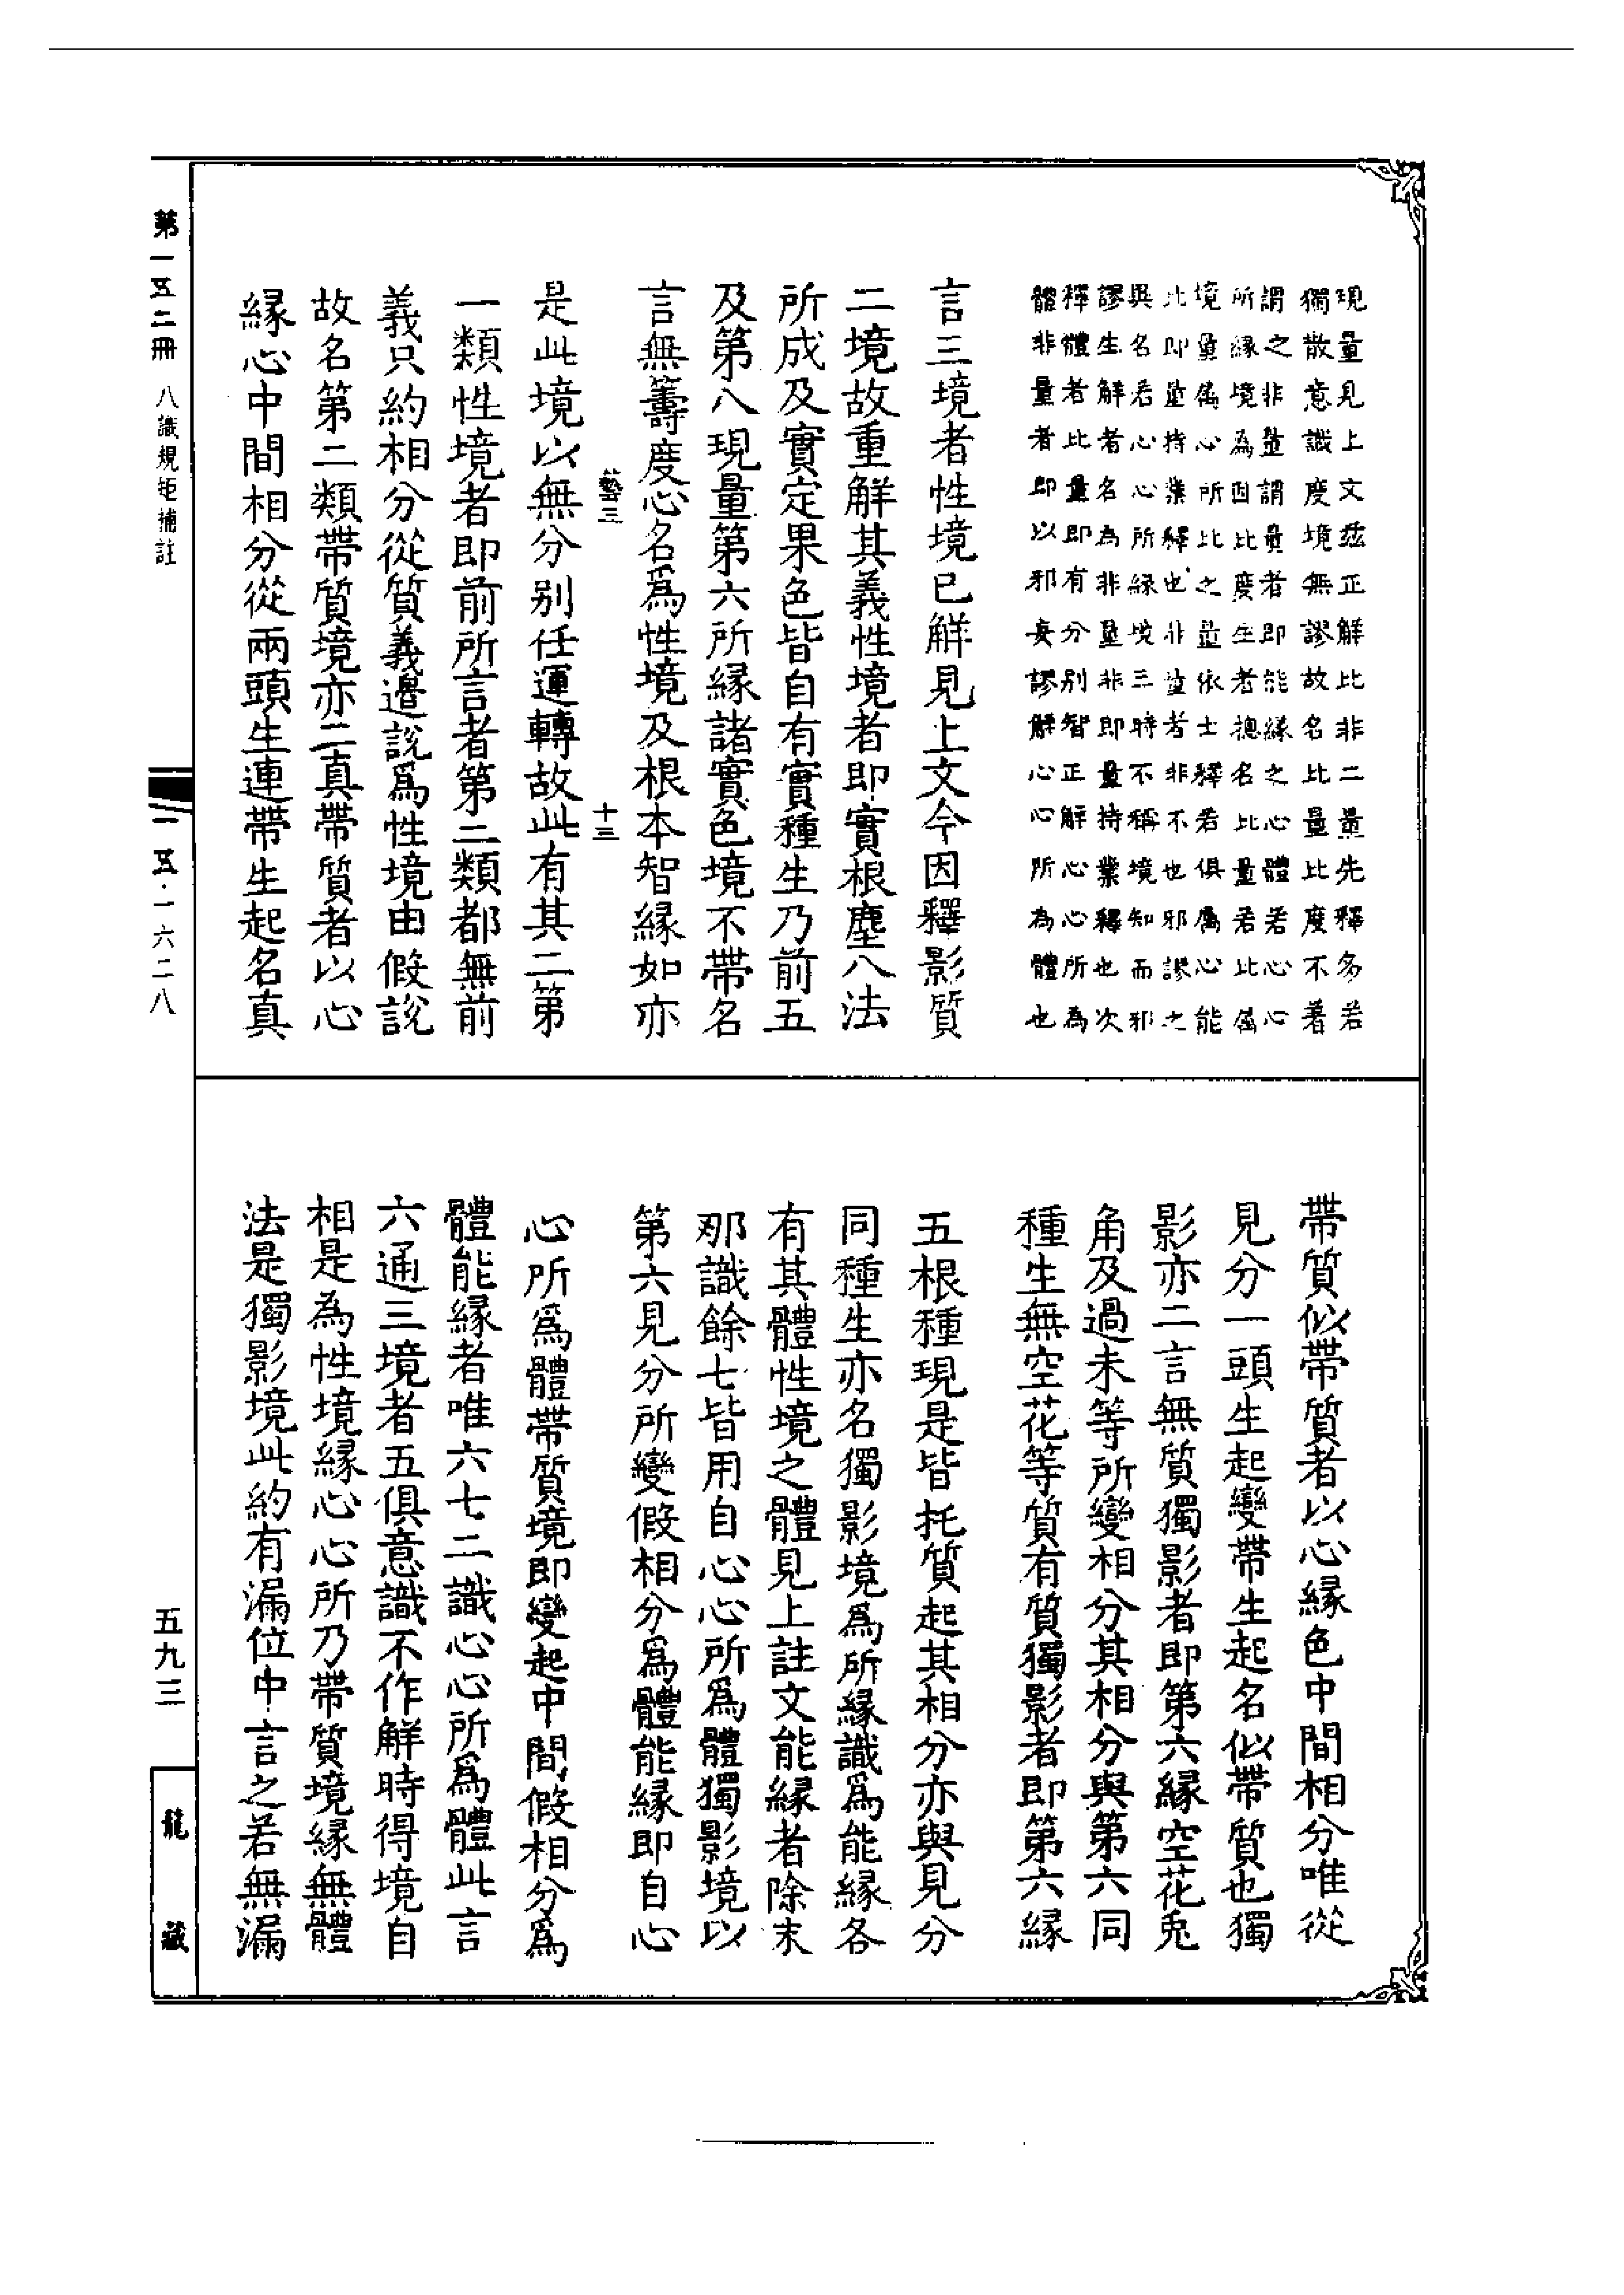 現量見上文茲正解比非二量先釋多若
獨散意識度境無謬故名比量比度不著
謂之非量謂量者即能緣之心體若心心
所緣境為因比度生者總名比量若比屬
境量屬心所比之量依士釋若俱屬心能
比即量持業釋也非量者非不也邪謬之
與名若心心所緣境三時不稱境知而邪
謬生解者名為非量非即量持業釋也次
釋體者比量即有分別智正解心心所為
體非量者即以邪妄謬解心心所為體也
言三境者性境已解見上文今因釋影質
二境故重解其義性境者即實根塵八法
所成及實定果色皆自有實種生乃前五
及第八現量第六所緣諸實色境不帶名
言無籌度心名爲性境及根本智緣如亦
藝三
十三
是此境以無分別任運轉故此有其二第
一類性境者即前所言者第二類都無前
義只約相分從質義邊說爲性境由假說
故名第二類帶質境亦二真帶質者以心
緣心中間相分從兩頭生連帶生起名真
帶質似帶質者以心緣色中間相分唯從
見分一頭生起變帶生起名似帶質也獨
影亦二言無質獨影者即第六緣空花兎
角及過未等所變相分其相分與第六同
種生無空花等質有質獨影者即第六緣
五根種現是皆托質起其相分亦與見分
同種生亦名獨影境爲所緣識爲能緣各
有其體性境之體見上註文能緣者除末
那識餘七皆用自心心所爲體獨影境以
第六見分所變假相分爲體能緣即自心
心所爲體帶質境即變起中間假相分爲
體能緣者唯六七二識心心所爲體此言
六通三境者五俱意識不作解時得境自
相是為性境緣心心所乃帶質境緣無體
法是獨影境此約有漏位中言之若無漏
第一五二冊 八識規矩補註
一五·一六二八
五九三
龍藏